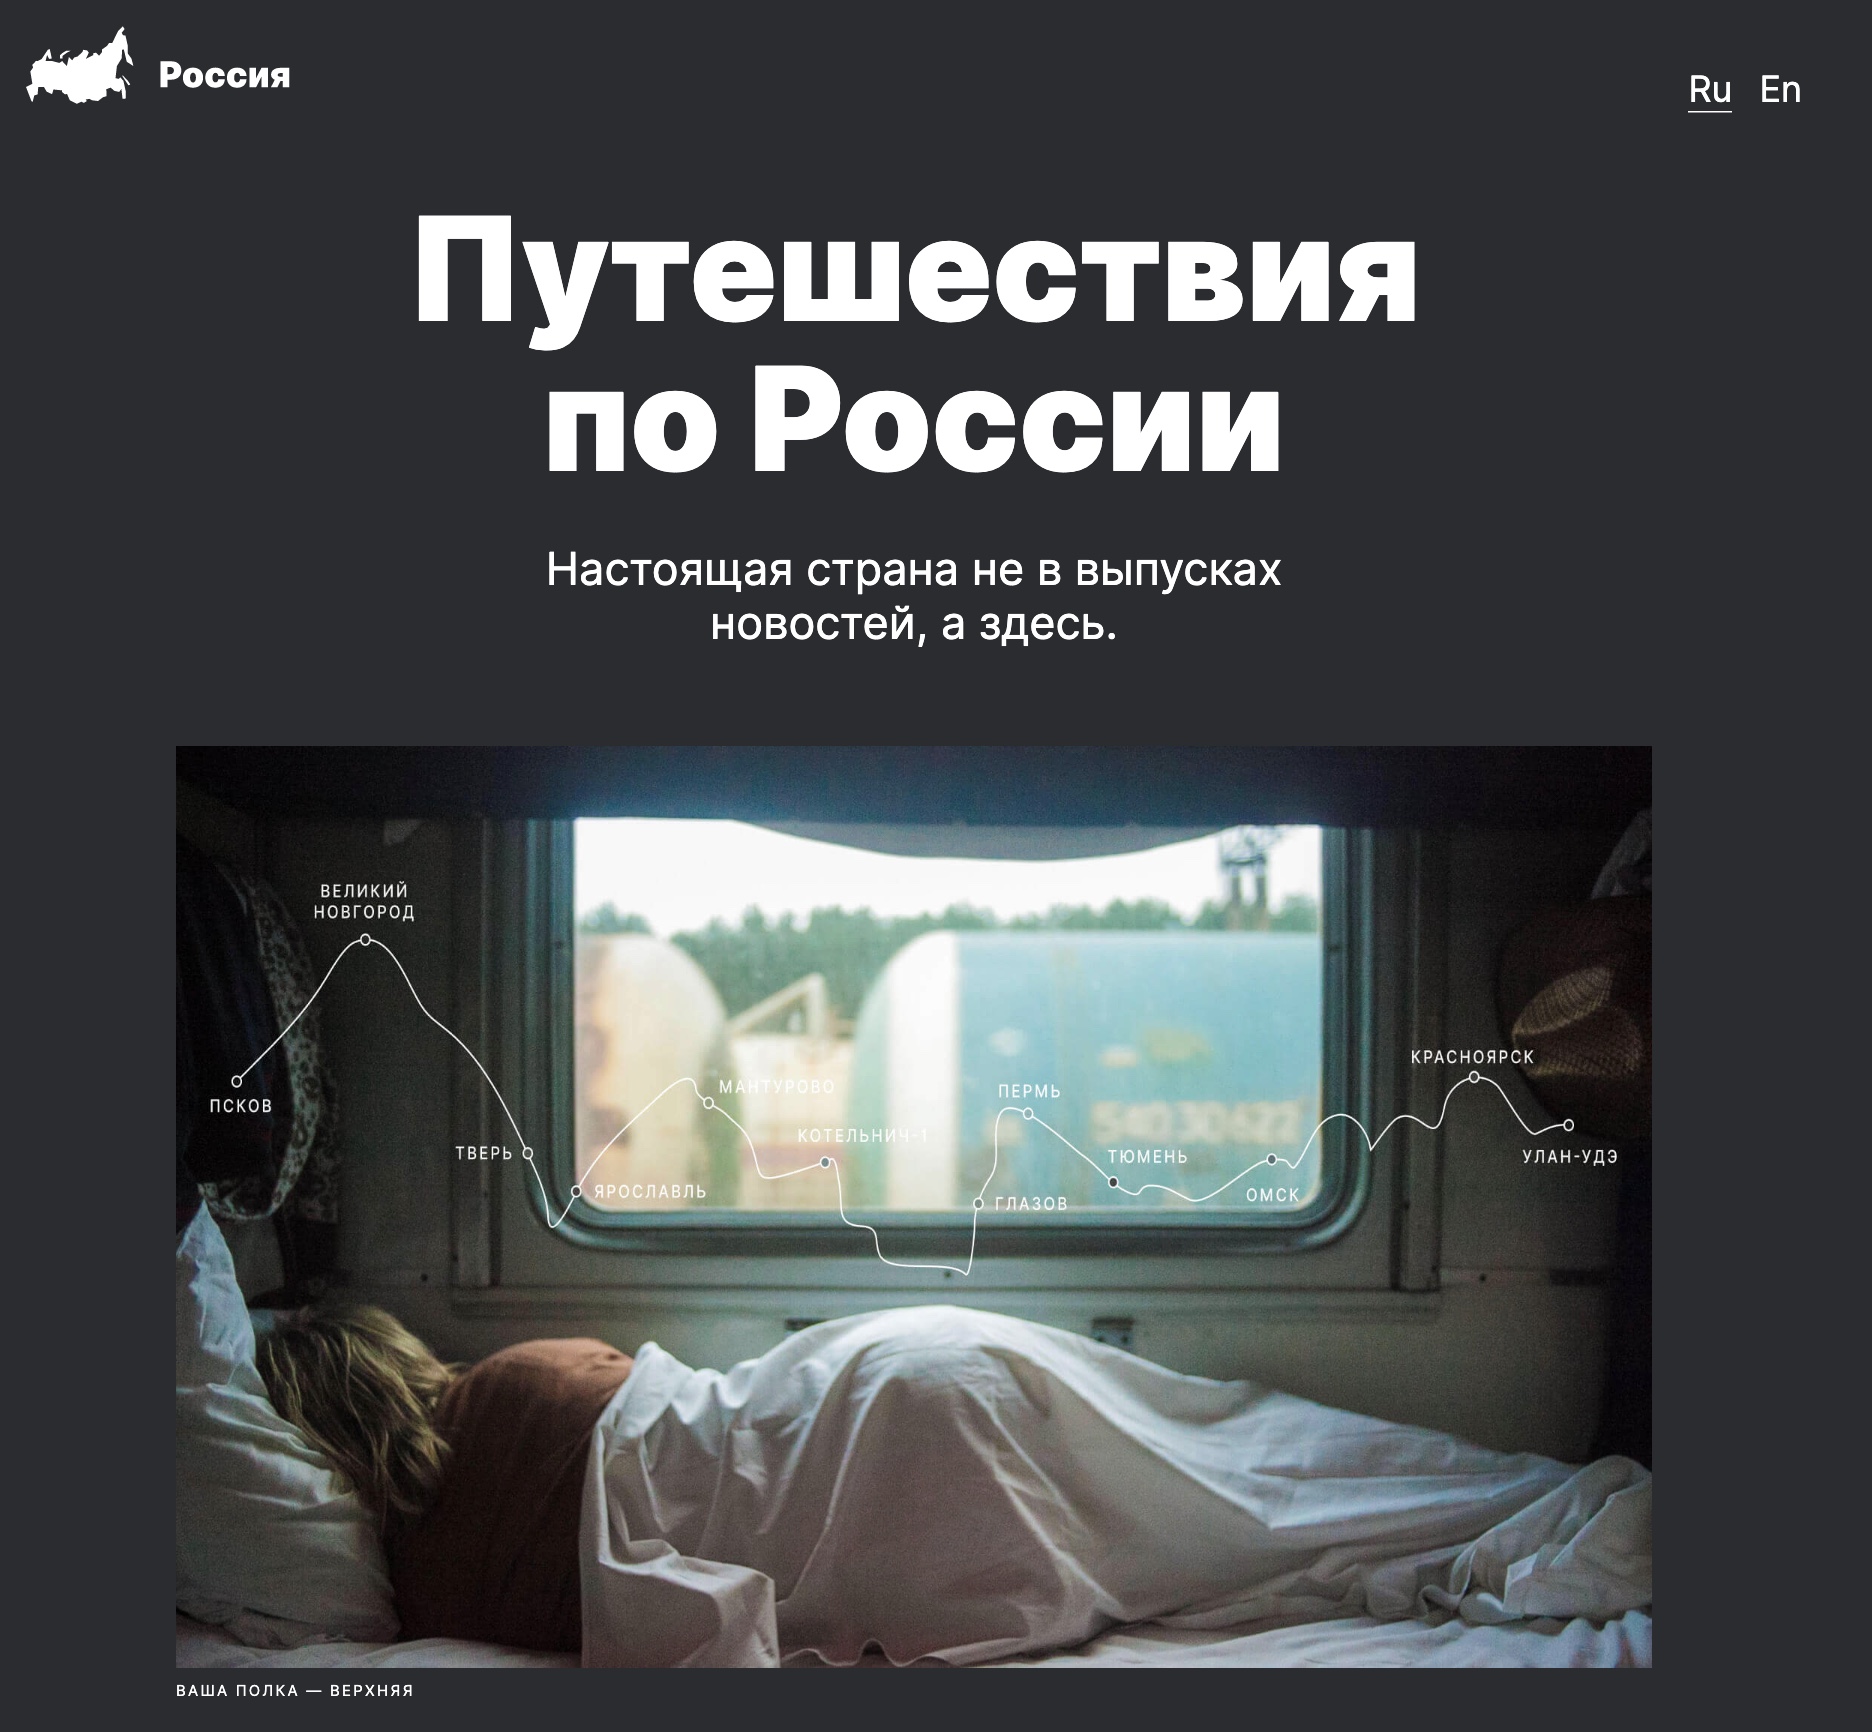 Россия
Ru En
Путешествия
по России
Настоящая страна не в выпусках
новостей, а здесь.
ВЕЛИКИЙ
НОВГОРОД
ПСКОВ
ТВЕРЬ
ЯРОСЛАВЛЬ
МАНТУРОВО
КОТЕЛЬНИЧ-1
ГЛАЗОВ
ПЕРМЬ
ТЮМЕНЬ
ОМСК
КРАСНОЯРСК
УЛАН-УДЭ
ВАША ПОЛКА — ВЕРХНЯЯ